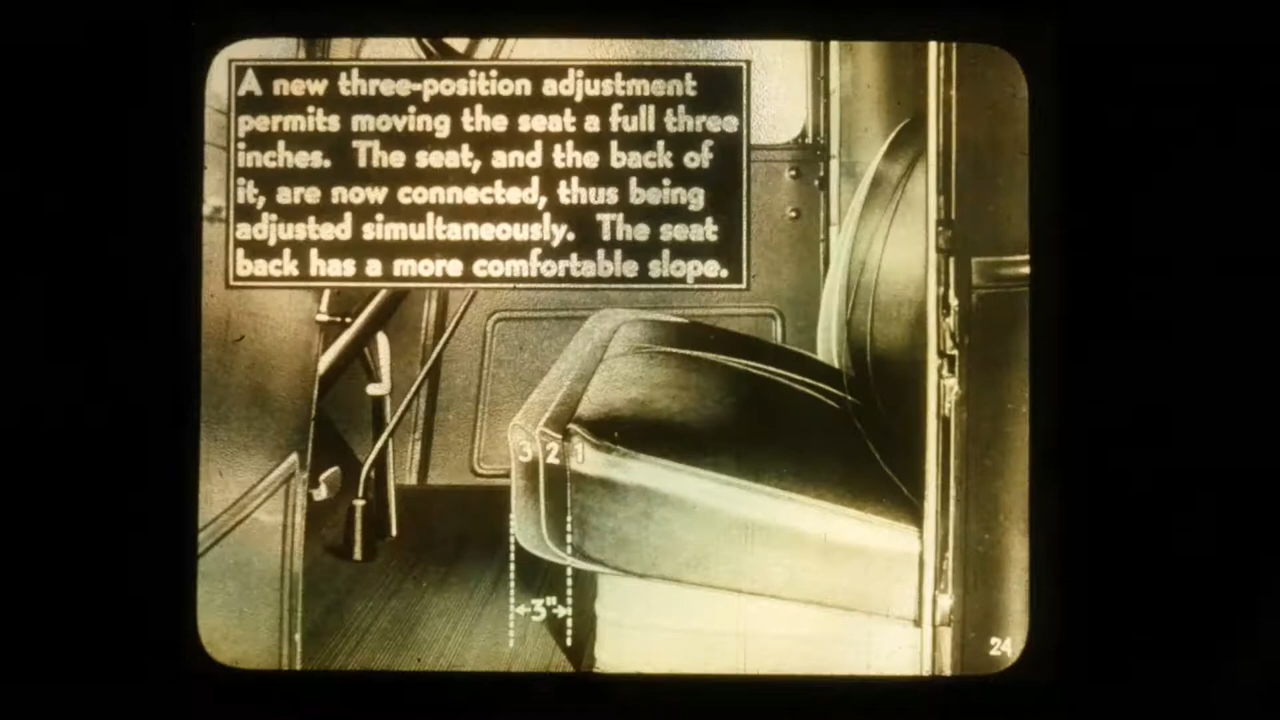 A new three-position adjustment
permits moving the seat a full three
inches. The seat, and the back of
it, are now connected, thus being
adjusted simultaneously. The seat
back has a more comfortable slope.
3 2 1
3"
24